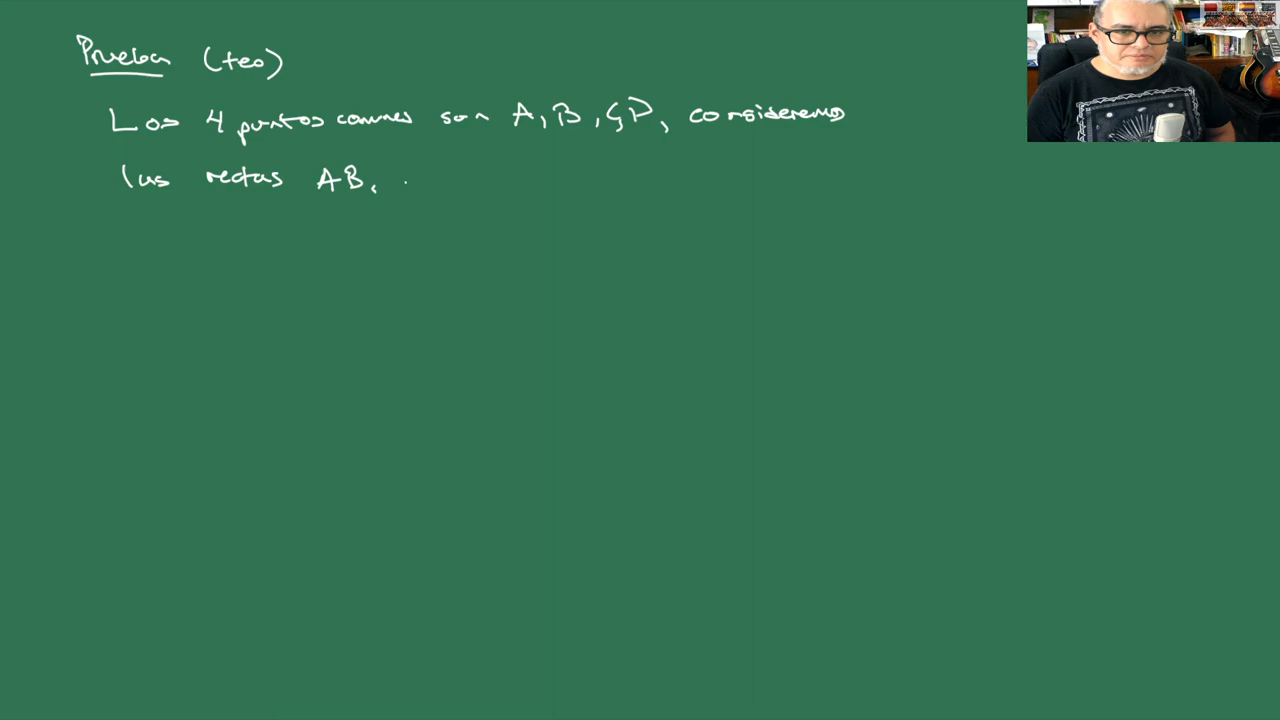 Prueba (teo)
Los 4 puntos comunes son A, B, C, D, consideremos
las rectas AB,